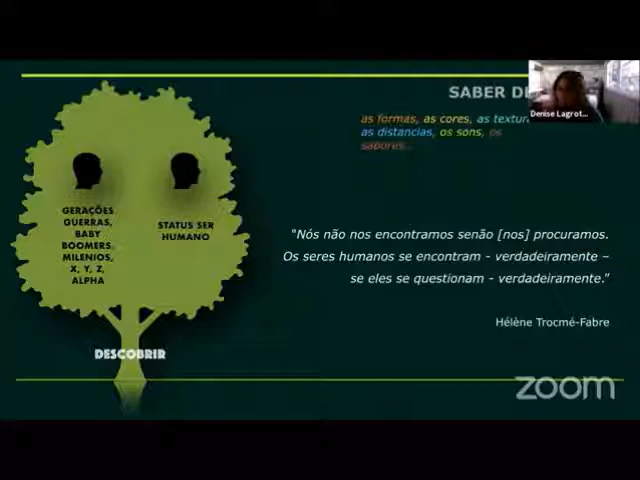 SABER DE
as formas, as cores, as textur
as distancias, os sons, os
sabores...
Denise Lagrot...
GERAÇÕES
GUERRAS,
BABY
BOOMERS,
MILENIOS,
X, Y, Z,
ALPHA
STATUS SER
HUMANO
"Nós não nos encontramos senão [nos] procuramos.
Os seres humanos se encontram - verdadeiramente –
se eles se questionam - verdadeiramente."
Hélène Trocmé-Fabre
DESCOBRIR
zoom